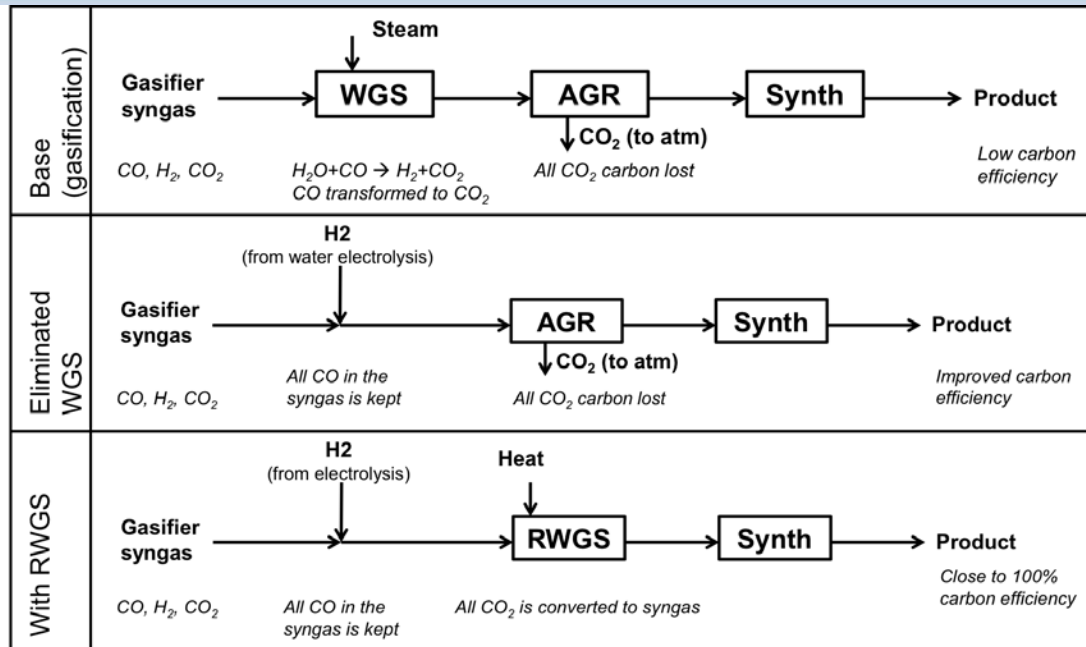 Base
(gasification)
Steam
Gasifier
syngas
WGS
AGR
Synth
Product
CO₂ (to atm)
CO, H₂, CO₂
H₂O+CO → H₂+CO₂
CO transformed to CO₂
All CO₂ carbon lost
Low carbon
efficiency
Eliminated
WGS
H2
(from water electrolysis)
Gasifier
syngas
AGR
Synth
Product
CO₂ (to atm)
CO, H₂, CO₂
All CO in the
syngas is kept
All CO₂ carbon lost
Improved carbon
efficiency
With RWGS
H2
(from electrolysis)
Heat
Gasifier
syngas
RWGS
Synth
Product
CO, H₂, CO₂
All CO in the
syngas is kept
All CO₂ is converted to syngas
Close to 100%
carbon efficiency